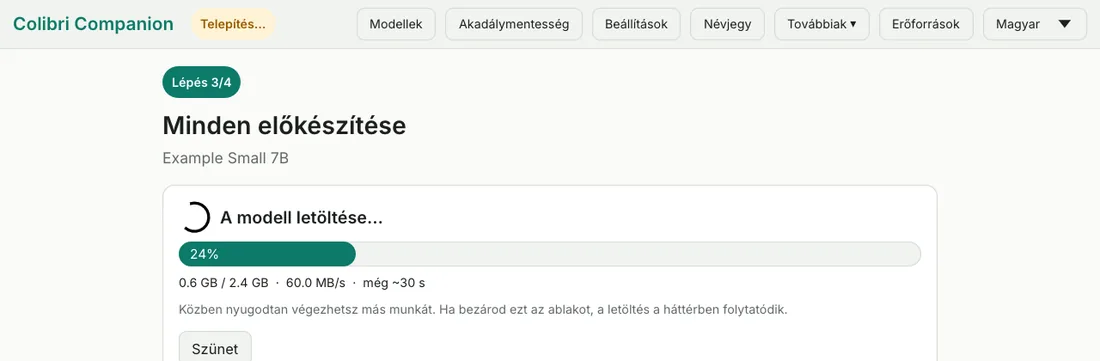 Colibri Companion Telepítés... Modellek Akadálymentesség Beállítások Névjegy Továbbiak ▾ Erőforrások Magyar ▼
Lépés 3/4
Minden előkészítése
Example Small 7B
A modell letöltése...
24%
0.6 GB / 2.4 GB · 60.0 MB/s · még ~30 s
Közben nyugodtan végezhetsz más munkát. Ha bezárod ezt az ablakot, a letöltés a háttérben folytatódik.
Szünet